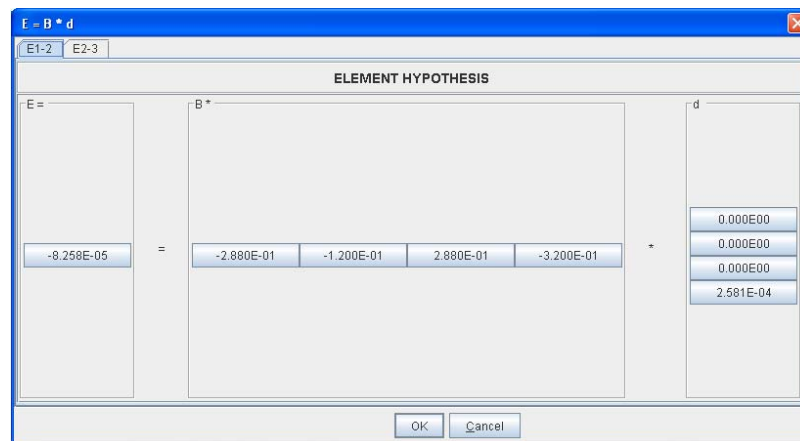 E = B * d
E1-2 E2-3
ELEMENT HYPOTHESIS
E = B * d
0.000E00
0.000E00
-8.258E-05 = -2.880E-01 -1.200E-01 2.880E-01 -3.200E-01 *
0.000E00
2.581E-04
OK Cancel